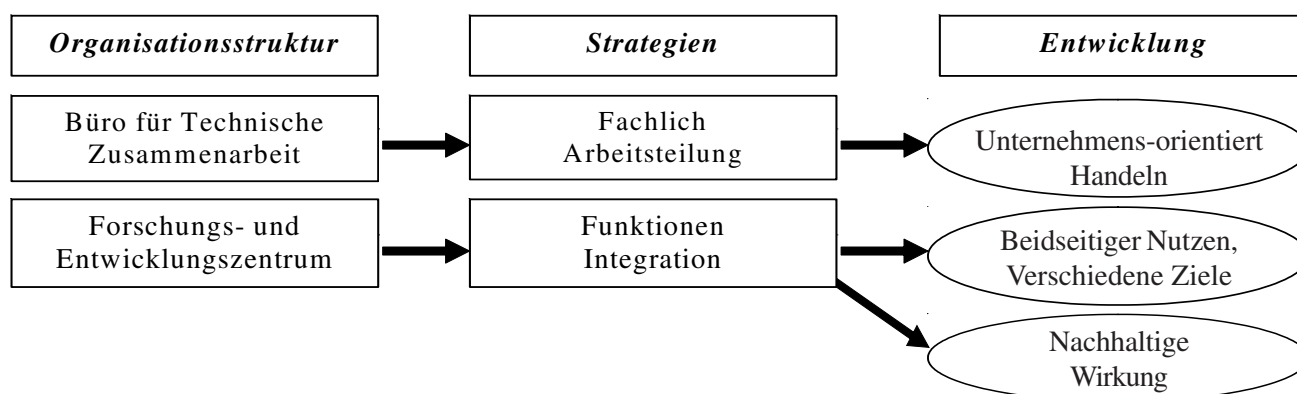 Organisationsstruktur
Strategien
Entwicklung
Büro für Technische
Zusammenarbeit
Fachlich
Arbeitsteilung
Unternehmens-orientiert
Handeln
Forschungs- und
Entwicklungszentrum
Funktionen
Integration
Beidseitiger Nutzen,
Verschiedene Ziele
Nachhaltige
Wirkung